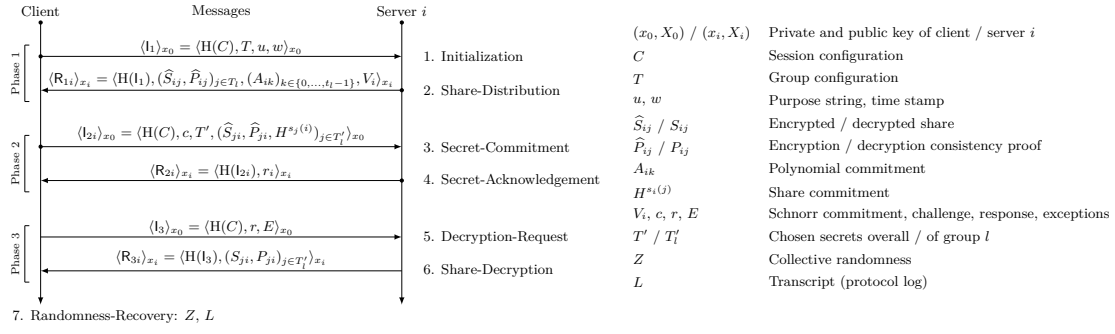 Client Messages Server i
Phase 1
⟨I₁⟩x₀ = ⟨H(C), T, u, w⟩x₀
1. Initialization
⟨R₁ᵢ⟩xᵢ = ⟨H(I₁), (Ŝᵢⱼ, P̂ᵢⱼ)j∈Tₗ, (Aᵢₖ)k∈{0,...,tₗ−1}, Vᵢ⟩xᵢ
2. Share-Distribution
Phase 2
⟨I₂ᵢ⟩x₀ = ⟨H(C), c, T′, (Ŝⱼᵢ, P̂ⱼᵢ, H^sⱼ(i))j∈T′ₗ⟩x₀
3. Secret-Commitment
⟨R₂ᵢ⟩xᵢ = ⟨H(I₂ᵢ), rᵢ⟩xᵢ
4. Secret-Acknowledgement
Phase 3
⟨I₃⟩x₀ = ⟨H(C), r, E⟩x₀
5. Decryption-Request
⟨R₃ᵢ⟩xᵢ = ⟨H(I₃), (Sⱼᵢ, Pⱼᵢ)j∈T′ₗ⟩xᵢ
6. Share-Decryption
7. Randomness-Recovery: Z, L
(x₀, X₀) / (xᵢ, Xᵢ) Private and public key of client / server i
C Session configuration
T Group configuration
u, w Purpose string, time stamp
Ŝᵢⱼ / Sᵢⱼ Encrypted / decrypted share
P̂ᵢⱼ / Pᵢⱼ Encryption / decryption consistency proof
Aᵢₖ Polynomial commitment
H^sᵢ(j) Share commitment
Vᵢ, c, r, E Schnorr commitment, challenge, response, exceptions
T′ / T′ₗ Chosen secrets overall / of group l
Z Collective randomness
L Transcript (protocol log)